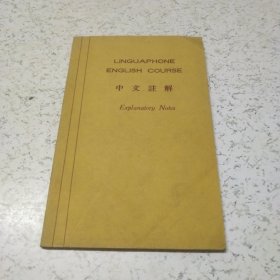 LINGUAPHONE
ENGLISH COURSE
中文註解
Explanatory Notes